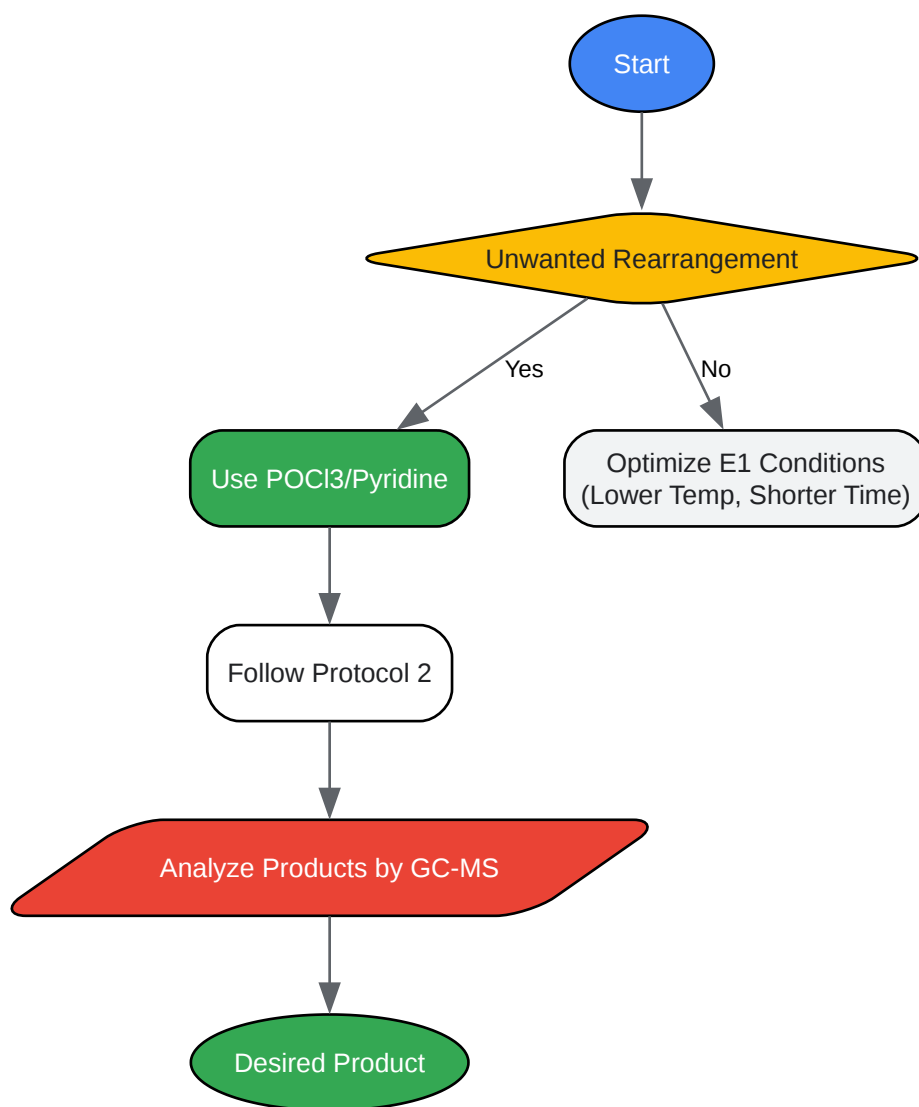 Start
Unwanted Rearrangement
Yes
No
Use POCl3/Pyridine
Optimize E1 Conditions
(Lower Temp, Shorter Time)
Follow Protocol 2
Analyze Products by GC-MS
Desired Product